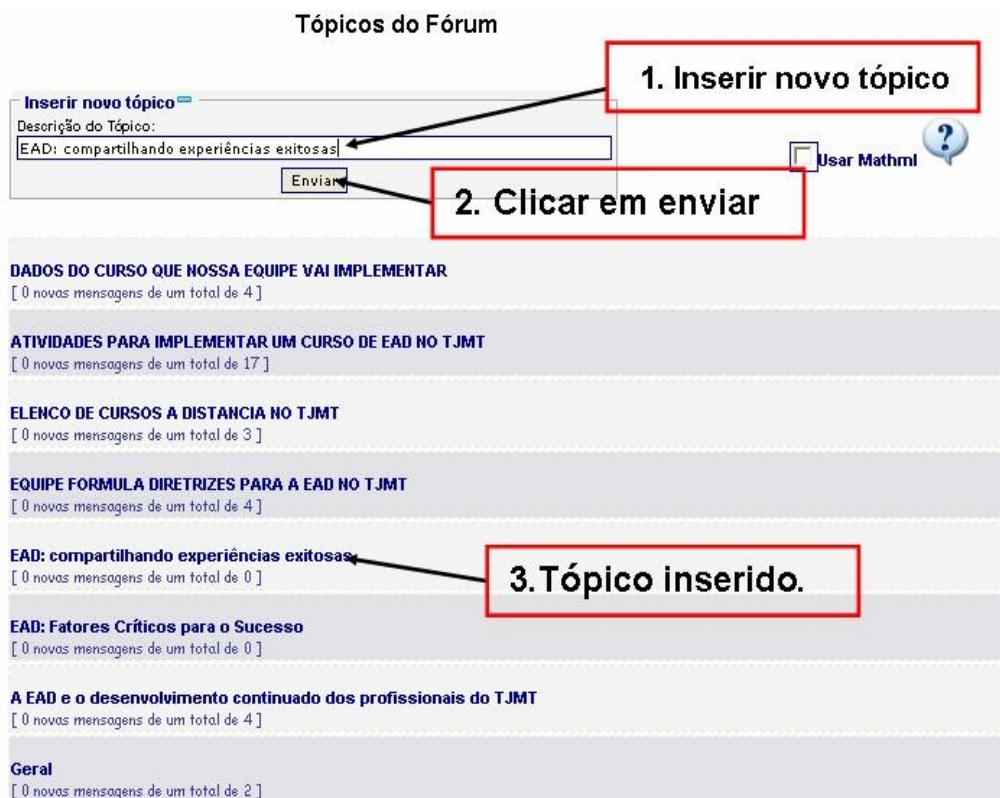 Tópicos do Fórum
1. Inserir novo tópico
Inserir novo tópico
Descrição do Tópico:
EAD: compartilhando experiências exitosas
Usar Mathml
?
Enviar
2. Clicar em enviar
DADOS DO CURSO QUE NOSSA EQUIPE VAI IMPLEMENTAR
[ 0 novas mensagens de um total de 4 ]
ATIVIDADES PARA IMPLEMENTAR UM CURSO DE EAD NO TJMT
[ 0 novas mensagens de um total de 17 ]
ELENCO DE CURSOS A DISTANCIA NO TJMT
[ 0 novas mensagens de um total de 3 ]
EQUIPE FORMULA DIRETRIZES PARA A EAD NO TJMT
[ 0 novas mensagens de um total de 4 ]
EAD: compartilhando experiências exitosas
[ 0 novas mensagens de um total de 0 ]
3.Tópico inserido.
EAD: Fatores Críticos para o Sucesso
[ 0 novas mensagens de um total de 0 ]
A EAD e o desenvolvimento continuado dos profissionais do TJMT
[ 0 novas mensagens de um total de 4 ]
Geral
[ 0 novas mensagens de um total de 2 ]